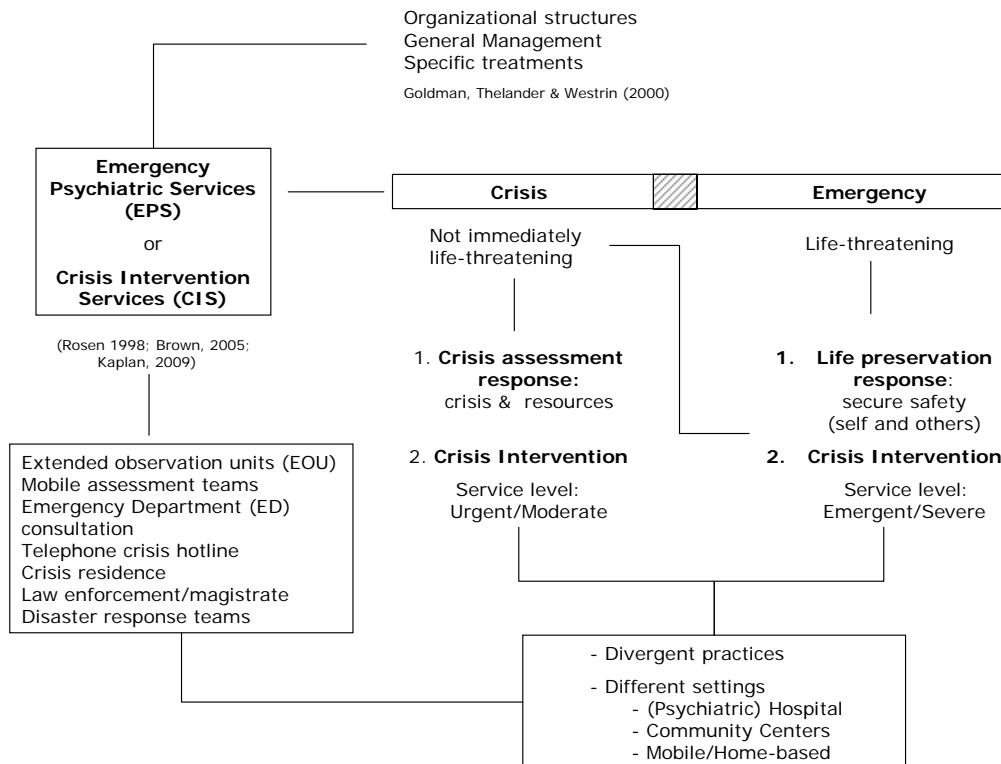 Organizational structures
General Management
Specific treatments
Goldman, Thelander & Westrin (2000)
Emergency
Psychiatric Services
(EPS)
or
Crisis Intervention
Services (CIS)
(Rosen 1998; Brown, 2005;
Kaplan, 2009)
Extended observation units (EOU)
Mobile assessment teams
Emergency Department (ED)
consultation
Telephone crisis hotline
Crisis residence
Law enforcement/magistrate
Disaster response teams
Crisis
Emergency
Not immediately
life-threatening
Life-threatening
1. Crisis assessment
response:
crisis & resources
2. Crisis Intervention
Service level:
Urgent/Moderate
1. Life preservation
response:
secure safety
(self and others)
2. Crisis Intervention
Service level:
Emergent/Severe
- Divergent practices
- Different settings
- (Psychiatric) Hospital
- Community Centers
- Mobile/Home-based